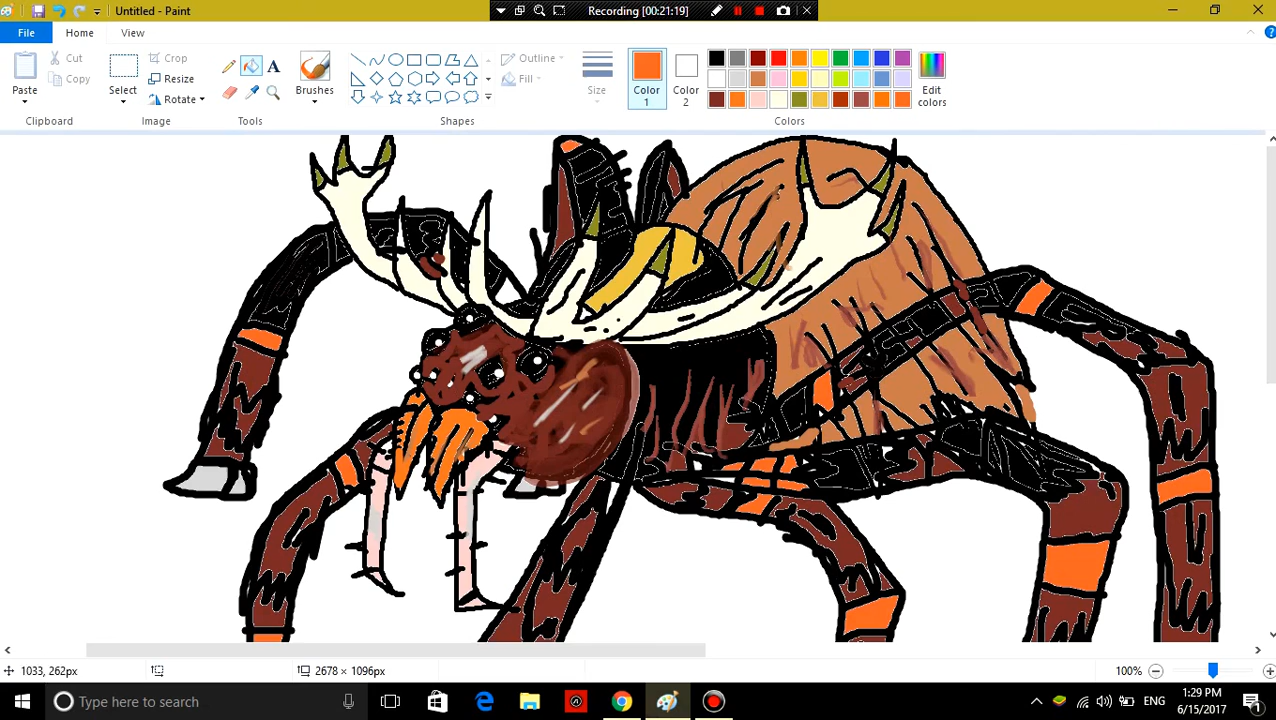 Untitled - Paint
Recording [00:21:19]
File Home View
Paste
Cut
Copy
Clipboard
Select
Crop
Resize
Rotate
Image
A
Tools
Brushes
Outline
Fill
Shapes
Size
Color 1
Color 2
Edit colors
Colors
1033, 262px
2678 × 1096px
100%
Type here to search
ENG
1:29 PM
6/15/2017
1